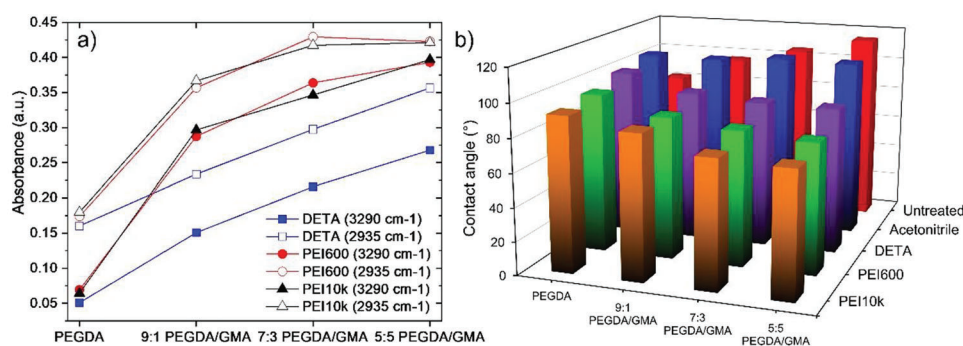 a)
Absorbance (a.u.)
0.45
0.40
0.35
0.30
0.25
0.20
0.15
0.10
0.05
DETA (3290 cm-1)
DETA (2935 cm-1)
PEI600 (3290 cm-1)
PEI600 (2935 cm-1)
PEI10k (3290 cm-1)
PEI10k (2935 cm-1)
PEGDA
9:1 PEGDA/GMA
7:3 PEGDA/GMA
5:5 PEGDA/GMA
b)
Contact angle (°)
120
100
80
60
40
20
0
PEGDA
9:1
PEGDA/GMA
7:3
PEGDA/GMA
5:5
PEGDA/GMA
Untreated
Acetonitrile
DETA
PEI600
PEI10k